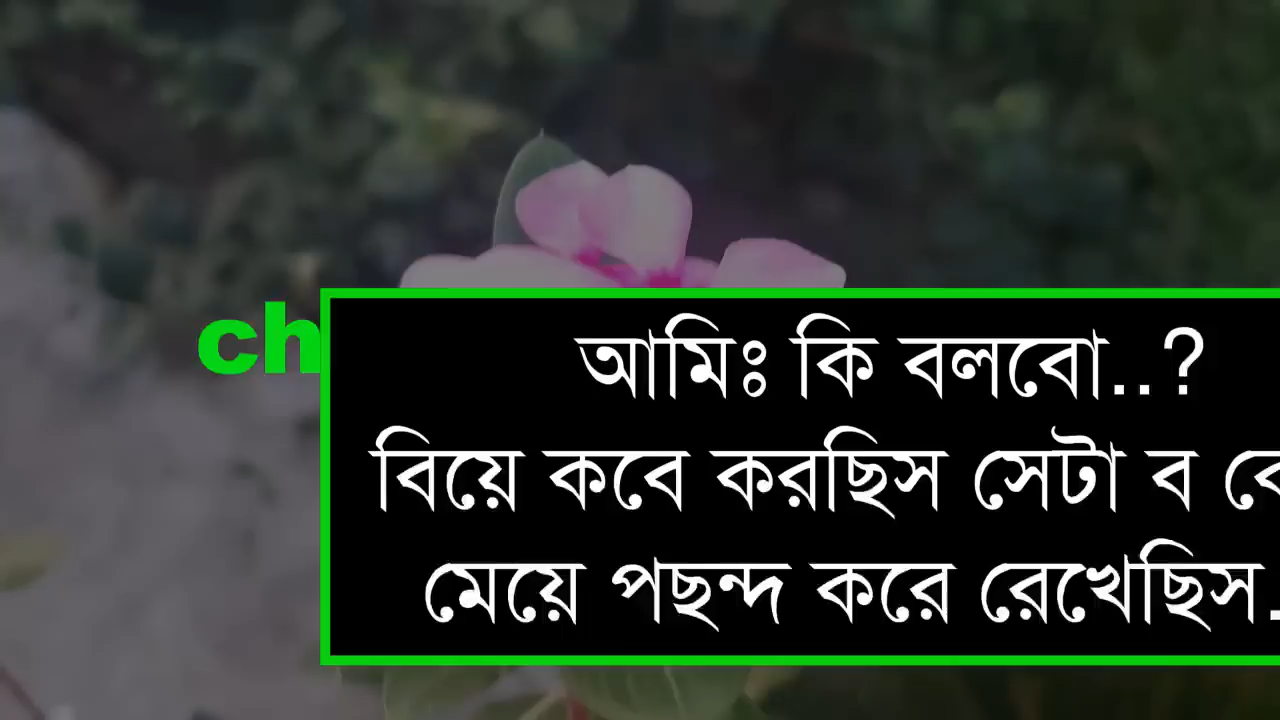 ch
আমিঃ কি বলবো..?
বিয়ে কবে করছিস সেটা ব
মেয়ে পছন্দ করে রেখেছিস.